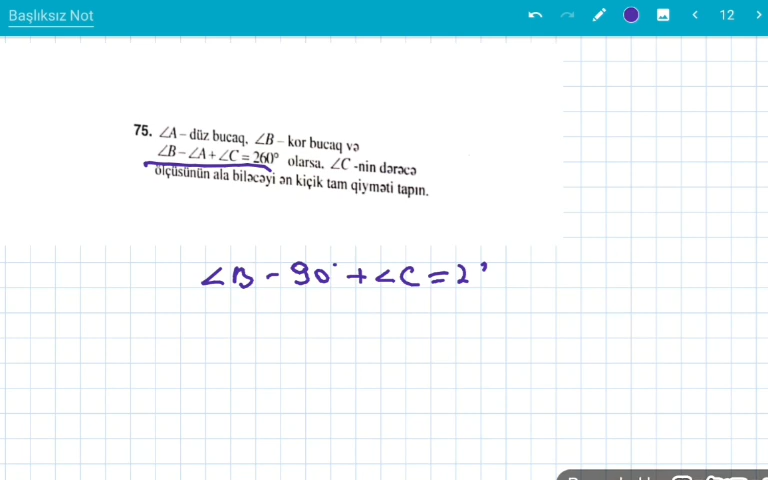 Başlıksız Not
12
75. ∠A – düz bucaq, ∠B – kor bucaq və
∠B – ∠A + ∠C = 260° olarsa, ∠C -nin dərəcə
ölçüsünün ala biləcəyi ən kiçik tam qiyməti tapın.
∠B - 90° + ∠C = 2